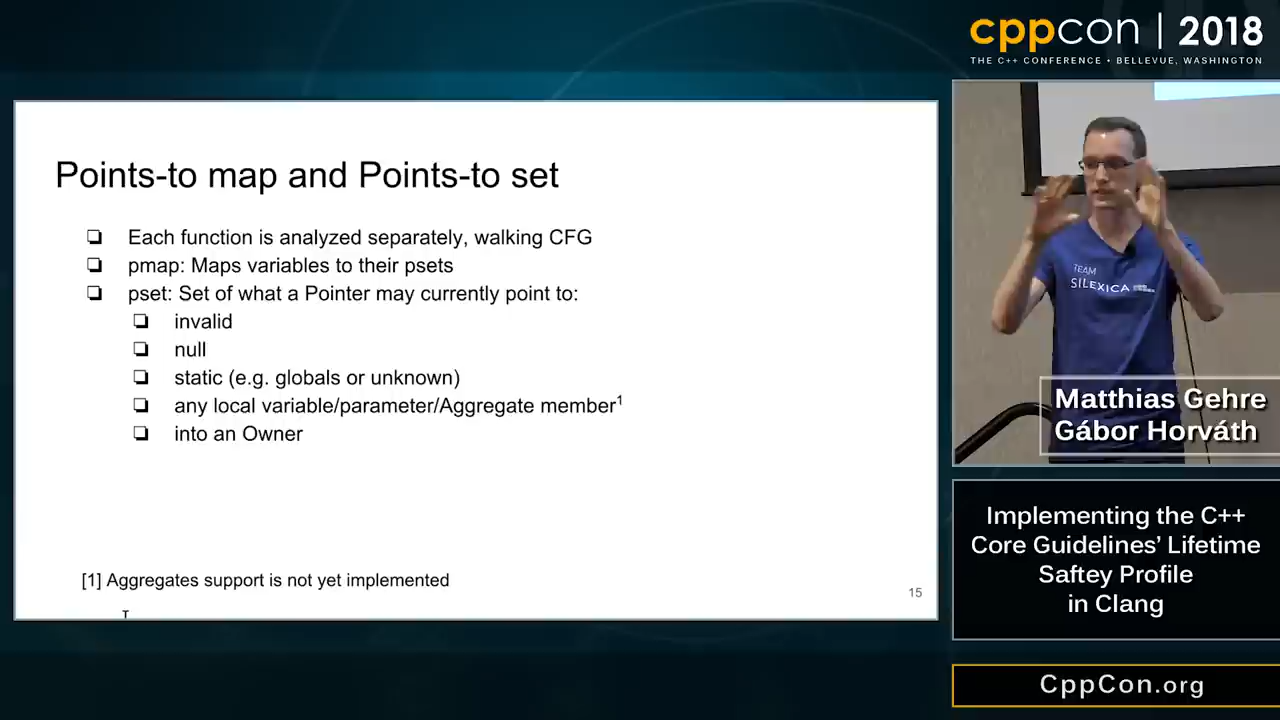 cppcon | 2018
THE C++ CONFERENCE • BELLEVUE, WASHINGTON
Points-to map and Points-to set
Each function is analyzed separately, walking CFG
pmap: Maps variables to their psets
pset: Set of what a Pointer may currently point to:
invalid
null
static (e.g. globals or unknown)
any local variable/parameter/Aggregate member¹
into an Owner
[1] Aggregates support is not yet implemented
15
TEAM
SILEXICA
Matthias Gehre
Gábor Horváth
Implementing the C++
Core Guidelines' Lifetime
Saftey Profile
in Clang
CppCon.org